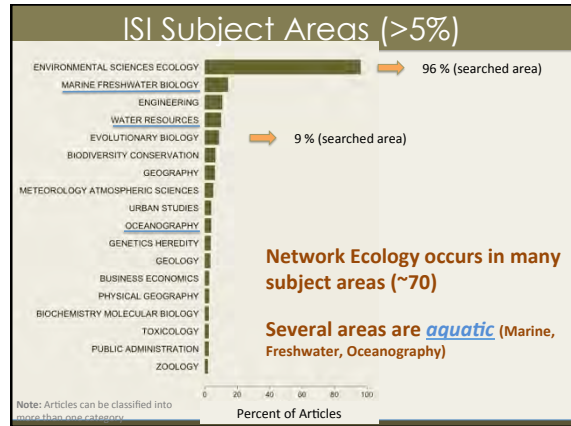 ISI Subject Areas (>5%)
ENVIRONMENTAL SCIENCES ECOLOGY
96 % (searched area)
MARINE FRESHWATER BIOLOGY
ENGINEERING
WATER RESOURCES
EVOLUTIONARY BIOLOGY
9 % (searched area)
BIODIVERSITY CONSERVATION
GEOGRAPHY
METEOROLOGY ATMOSPHERIC SCIENCES
URBAN STUDIES
OCEANOGRAPHY
GENETICS HEREDITY
GEOLOGY
BUSINESS ECONOMICS
PHYSICAL GEOGRAPHY
BIOCHEMISTRY MOLECULAR BIOLOGY
TOXICOLOGY
PUBLIC ADMINISTRATION
ZOOLOGY
Network Ecology occurs in many
subject areas (~70)
Several areas are aquatic (Marine,
Freshwater, Oceanography)
0 20 40 60 80 100
Percent of Articles
Note: Articles can be classified into
more than one category